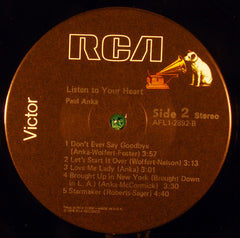 RCA
Victor
Listen to Your Heart
Paul Anka
Side 2 Stereo
AFL1-2892 B
1 Don't Ever Say Goodbye
(Anka-Wolfert-Foster) 3:57
2 Let's Start It Over (Wolfert-Nelson) 3:13
3 Love Me Lady (Anka) 3:31
4 Brought Up in New York (Brought Down
in L. A.) (Anka McCormick) 3:46
5 Starmaker (Roberts-Sager) 4:40